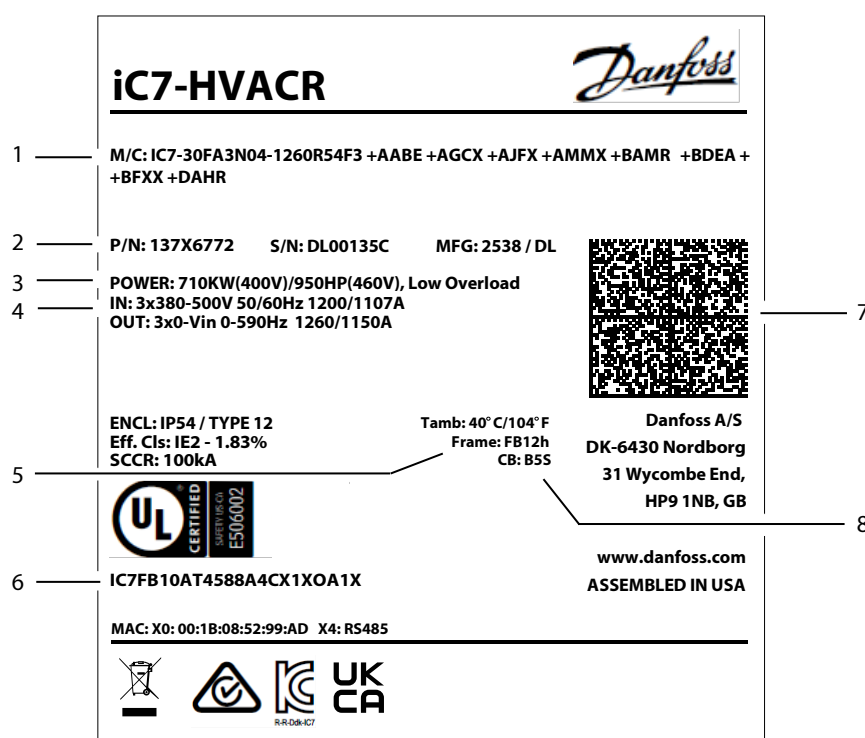 iC7-HVACR
Danfoss
1
M/C: IC7-30FA3N04-1260R54F3 +AABE +AGCX +AJFX +AMMX +BAMR +BDEA +
+BFXX +DAHR
2
P/N: 137X6772 S/N: DL00135C MFG: 2538 / DL
3
POWER: 710KW(400V)/950HP(460V), Low Overload
4
IN: 3x380-500V 50/60Hz 1200/1107A
7
OUT: 3x0-Vin 0-590Hz 1260/1150A
ENCL: IP54 / TYPE 12
Eff. Cls: IE2 - 1.83%
SCCR: 100kA
5
Tamb: 40°C/104°F
Frame: FB12h
CB: B5S
Danfoss A/S
DK-6430 Nordborg
31 Wycombe End,
HP9 1NB, GB
8
UL
®
CERTIFIED
SAFETY US-CA
E506002
www.danfoss.com
ASSEMBLED IN USA
6
IC7FB10AT4588A4CX1XOA1X
MAC: X0: 00:1B:08:52:99:AD X4: RS485
R-R-Ddk-IC7
UK
CA